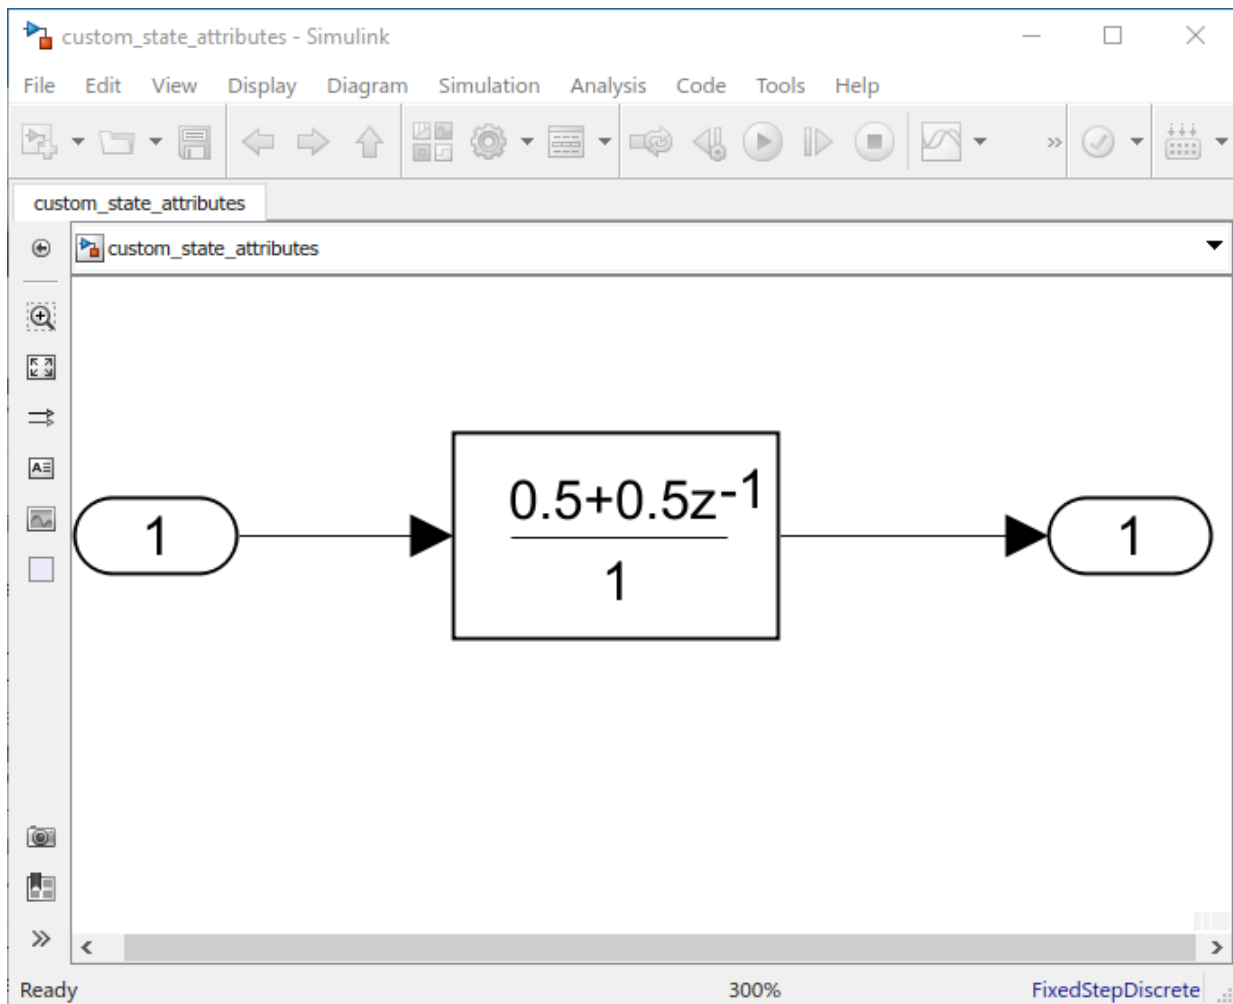 custom_state_attributes - Simulink
File Edit View Display Diagram Simulation Analysis Code Tools Help
custom_state_attributes
custom_state_attributes
1
0.5+0.5z-1
1
1
Ready 300% FixedStepDiscrete